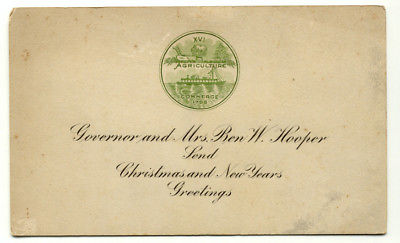 XVI
AGRICULTURE
COMMERCE
1796
Governor and Mrs. Ben W. Hooper
Send
Christmas and New Years
Greetings